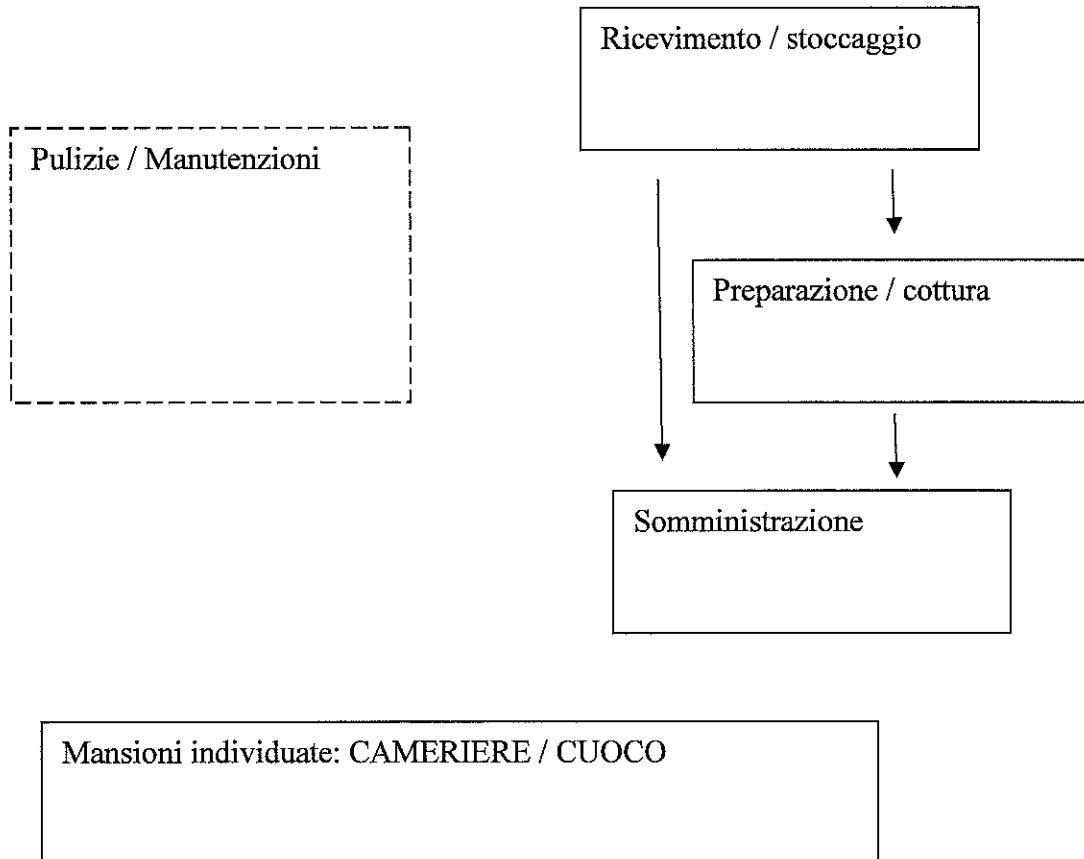 Ricevimento / stoccaggio
Pulizie / Manutenzioni
Preparazione / cottura
Somministrazione
Mansioni individuate: CAMERIERE / CUOCO